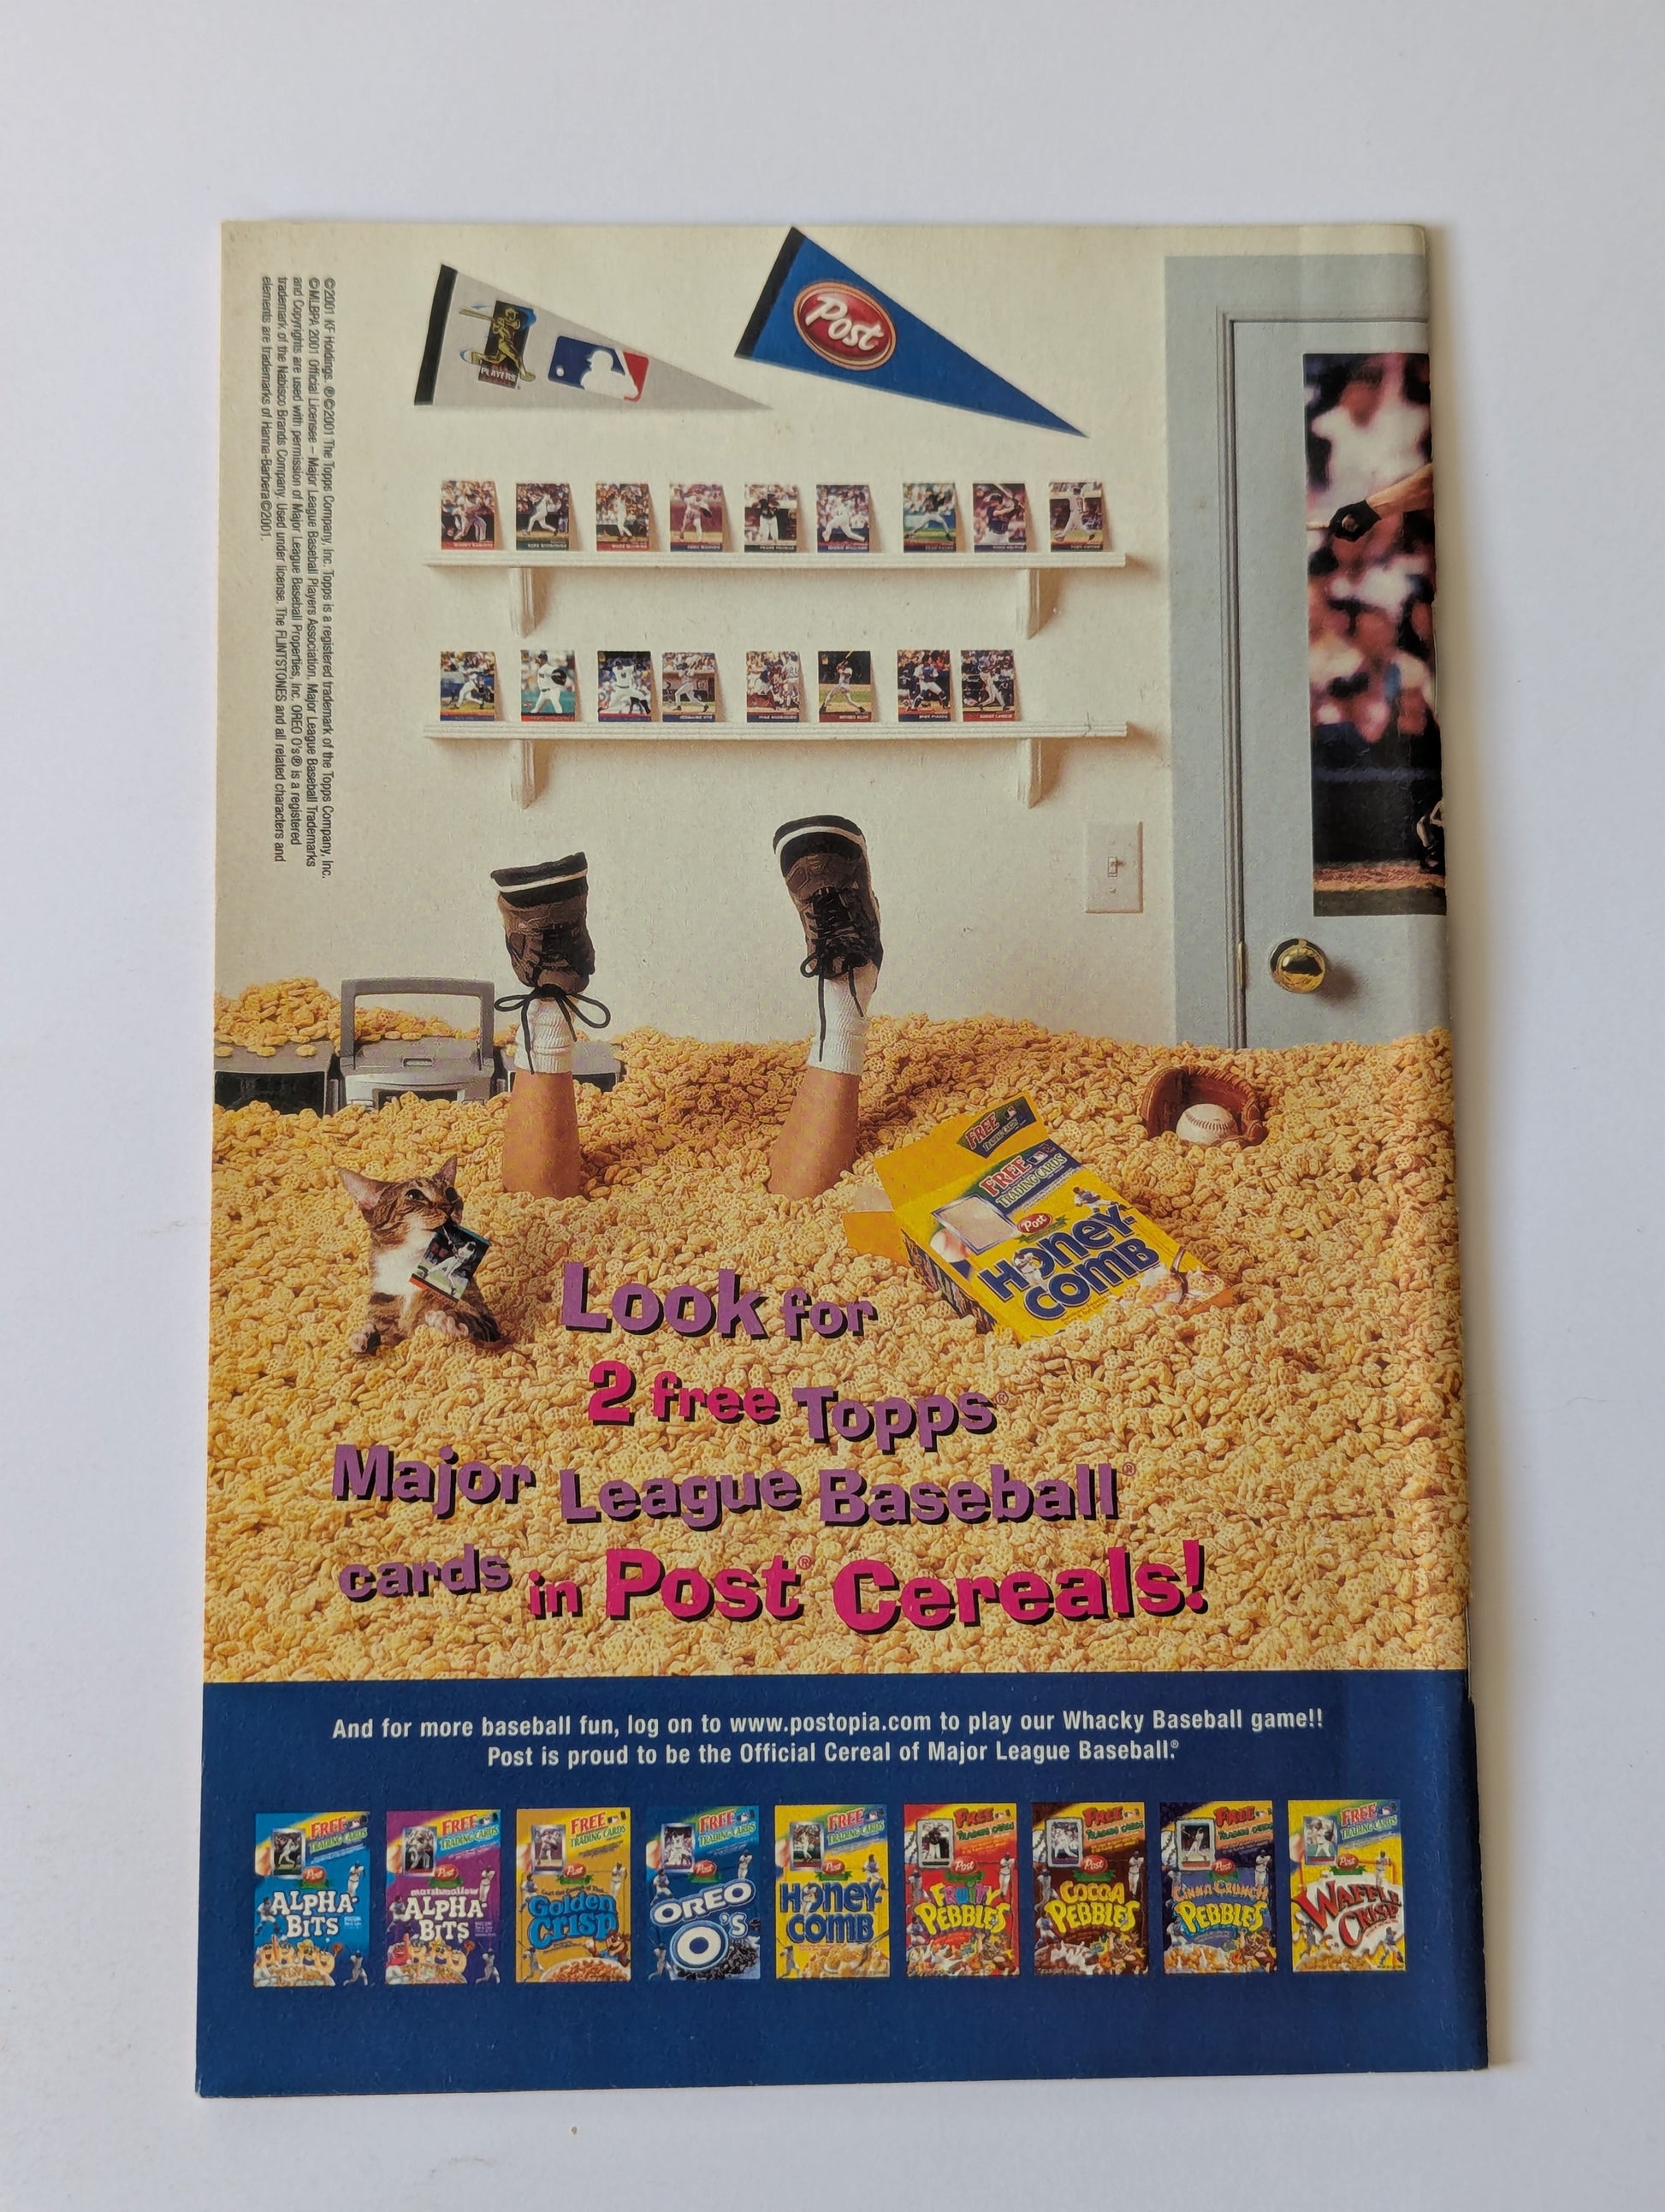 ©2001 KF Holdings. ®©2001 The Topps Company, Inc. Topps is a registered trademark of the Topps Company, Inc.
©MLBPA 2001 Official Licensee – Major League Baseball Players Association. Major League Baseball Trademarks
and Copyrights are used with permission of Major League Baseball Properties, Inc. OREO O's® is a registered
trademark of the Nabisco Brands Company. Used under license. The FLINTSTONES and all related characters and
elements are trademarks of Hanna-Barbera©2001.
PLAYERS
Post
FREE
FREE
TRADING CARDS
Post
HONEY-
COMB
Look for
2 free Topps®
Major League Baseball®
cards in Post® Cereals!
And for more baseball fun, log on to www.postopia.com to play our Whacky Baseball game!!
Post is proud to be the Official Cereal of Major League Baseball.®
FREE
TRADING CARDS
Post
ALPHA-
BITS
FREE
TRADING CARDS
Post
marshmallow
ALPHA-
BITS
FREE
TRADING CARDS
Post
Golden
Crisp
FREE
TRADING CARDS
Post
OREO
O's
FREE
TRADING CARDS
Post
HONEY-
COMB
FREE
TRADING CARDS
Post
FRUITY
PEBBLES
FREE
TRADING CARDS
Post
COCOA
PEBBLES
FREE
TRADING CARDS
Post
CINNA-CRUNCH
PEBBLES
FREE
TRADING CARDS
Post
WAFFLE
CRISP